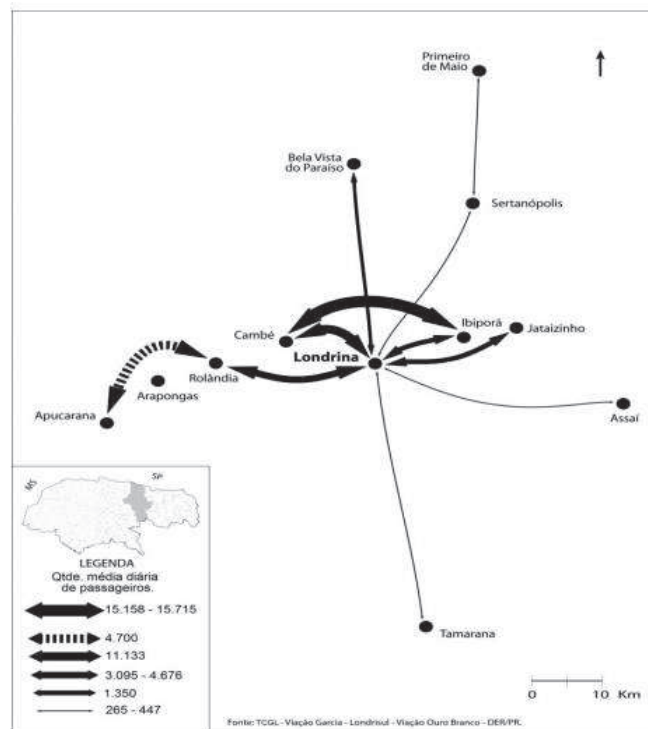 Primeiro
de Maio
Bela Vista
do Paraíso
Sertanópolis
Cambé
Ibiporã
Jataizinho
Londrina
Rolândia
Arapongas
Apucarana
Assaí
Tamarana
MS
SP
LEGENDA
Qtde. média diária
de passageiros.
15.158 - 15.715
4.700
11.133
3.095 - 4.676
1.350
265 - 447
0 10 Km
Fonte: TCGL - Viação Garcia - Londrisul - Viação Ouro Branco - DER/PR.